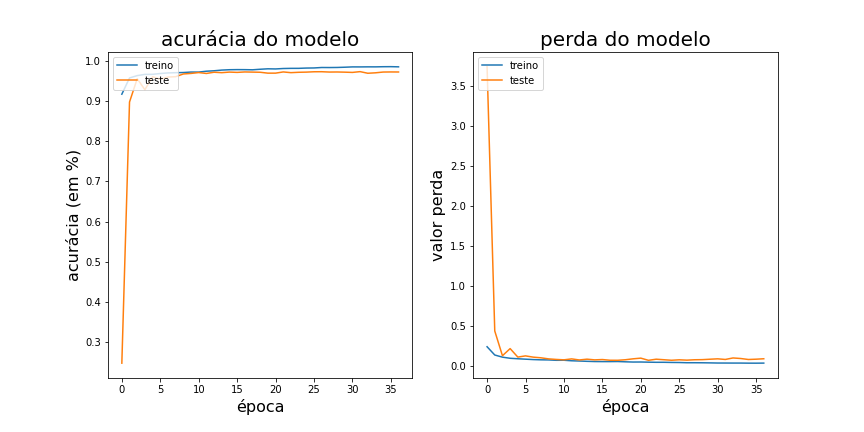 acurácia do modelo
treino
teste
acurácia (em %)
1.0
0.9
0.8
0.7
0.6
0.5
0.4
0.3
0 5 10 15 20 25 30 35
época
perda do modelo
treino
teste
valor perda
3.5
3.0
2.5
2.0
1.5
1.0
0.5
0.0
0 5 10 15 20 25 30 35
época